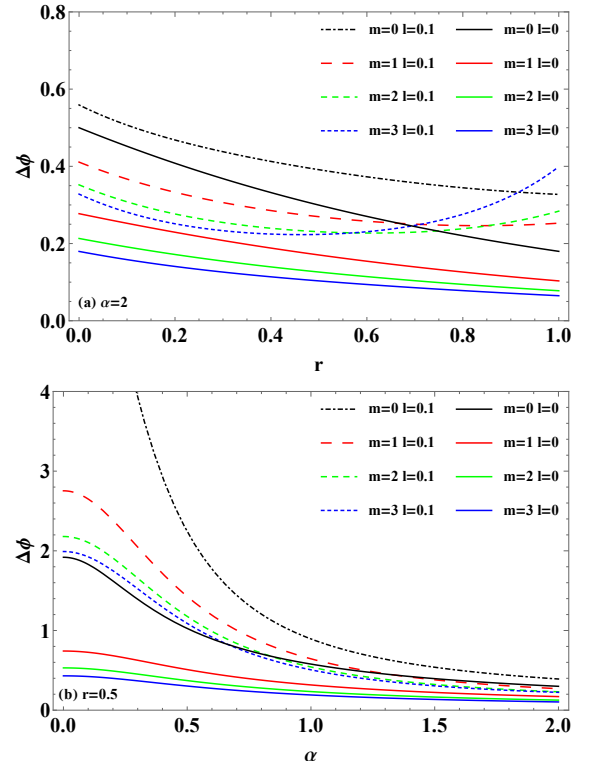 0.8
0.6
0.4
0.2
0.0
Δϕ
m=0 l=0.1 m=0 l=0
m=1 l=0.1 m=1 l=0
m=2 l=0.1 m=2 l=0
m=3 l=0.1 m=3 l=0
(a) α=2
0.0 0.2 0.4 0.6 0.8 1.0
r
4
3
2
1
0
Δϕ
m=0 l=0.1 m=0 l=0
m=1 l=0.1 m=1 l=0
m=2 l=0.1 m=2 l=0
m=3 l=0.1 m=3 l=0
(b) r=0.5
0.0 0.5 1.0 1.5 2.0
α